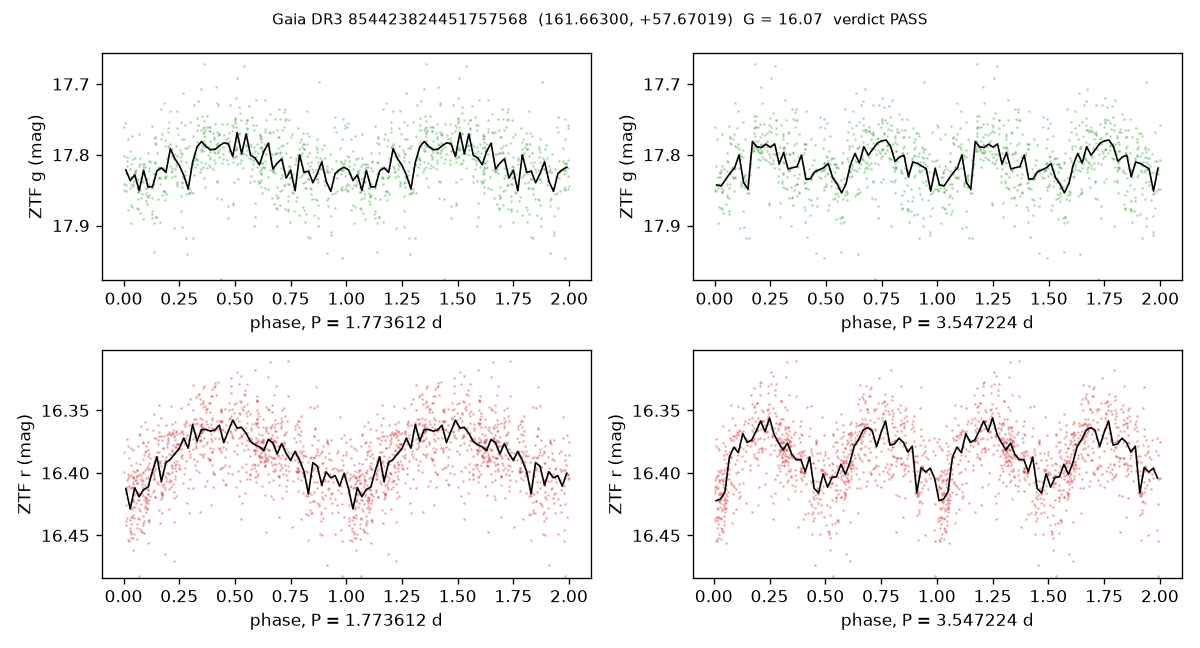 Gaia DR3 854423824451757568  (161.66300, +57.67019)  G = 16.07  verdict PASS
ZTF g (mag)
17.7
17.8
17.9
0.00 0.25 0.50 0.75 1.00 1.25 1.50 1.75 2.00
phase, P = 1.773612 d
ZTF g (mag)
17.7
17.8
17.9
0.00 0.25 0.50 0.75 1.00 1.25 1.50 1.75 2.00
phase, P = 3.547224 d
ZTF r (mag)
16.35
16.40
16.45
0.00 0.25 0.50 0.75 1.00 1.25 1.50 1.75 2.00
phase, P = 1.773612 d
ZTF r (mag)
16.35
16.40
16.45
0.00 0.25 0.50 0.75 1.00 1.25 1.50 1.75 2.00
phase, P = 3.547224 d